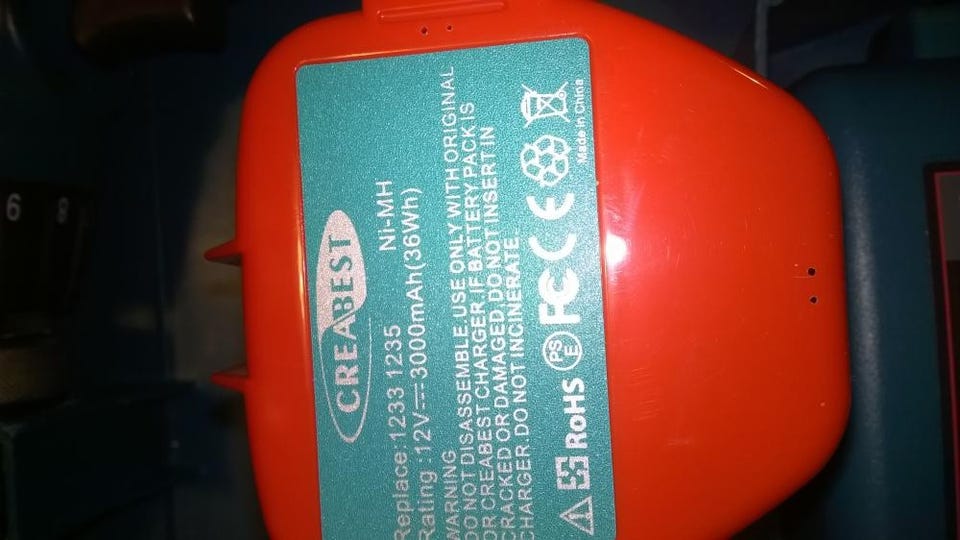 CREABEST
Replace:1233 1235 Ni-MH
Rating :12V⎓3000mAh(36Wh)
WARNING
DO NOT DISASSEMBLE.USE ONLY WITH ORIGINAL
OR CREABEST CHARGER.IF BATTERY PACK IS
CRACKED OR DAMAGED,DO NOT INSERT IN
CHARGER.DO NOT INCINERATE.
RoHS PS E FC CE
Made in China
6 8